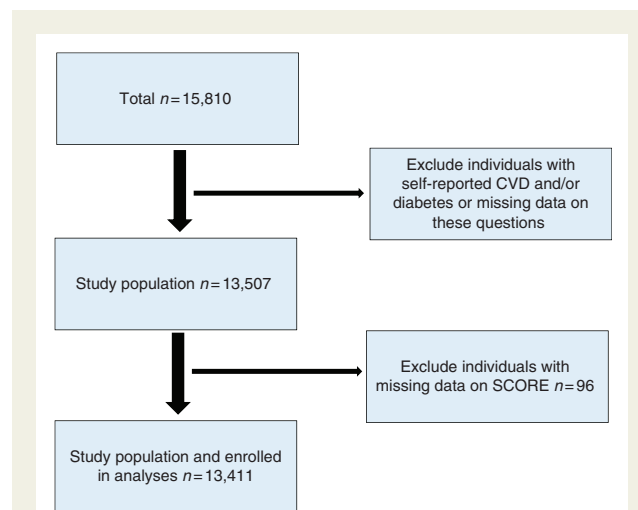 Total n=15,810
Exclude individuals with
self-reported CVD and/or
diabetes or missing data on
these questions
Study population n=13,507
Exclude individuals with
missing data on SCORE n=96
Study population and enrolled
in analyses n=13,411